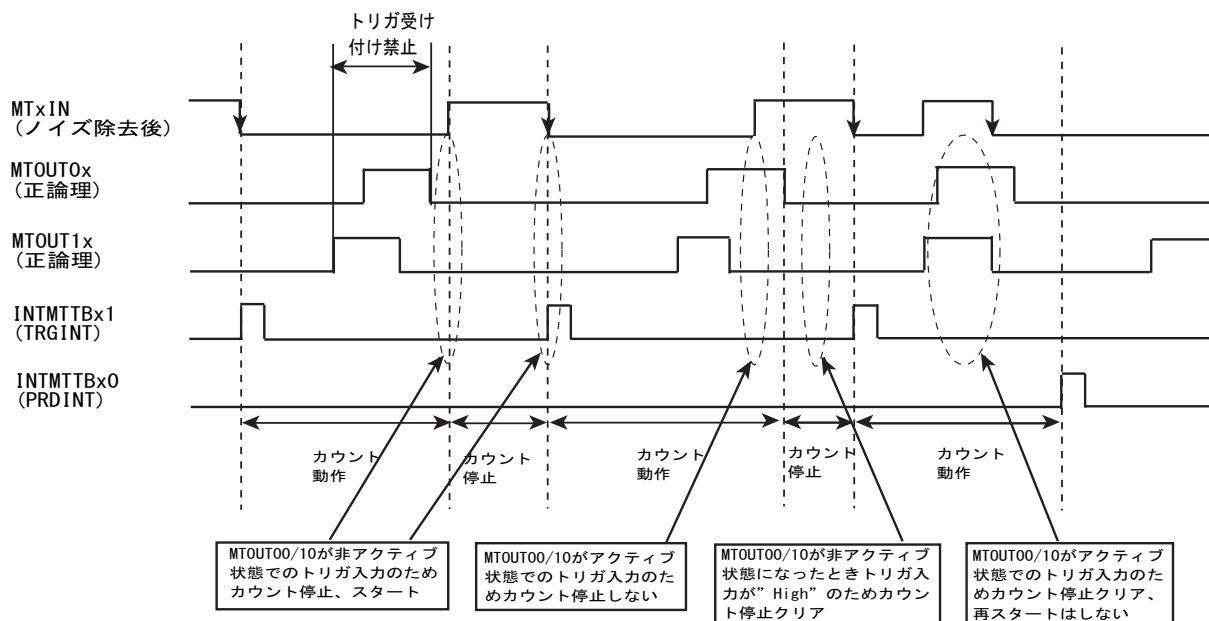 トリガ受け
付け禁止
MTxIN
(ノイズ除去後)
MTOUT0x
(正論理)
MTOUT1x
(正論理)
INTMTTBx1
(TRGINT)
INTMTTBx0
(PRDINT)
カウント
動作
カウント
停止
カウント
動作
カウント
停止
カウント
動作
MTOUT00/10が非アクティブ
状態でのトリガ入力のため
カウント停止、スタート
MTOUT00/10がアクティブ
状態でのトリガ入力のた
めカウント停止しない
MTOUT00/10が非アクティブ
状態になったときトリガ入
力が”High”のためカウン
ト停止クリア
MTOUT00/10がアクティブ
状態でのトリガ入力のた
めカウント停止クリア、
再スタートはしない